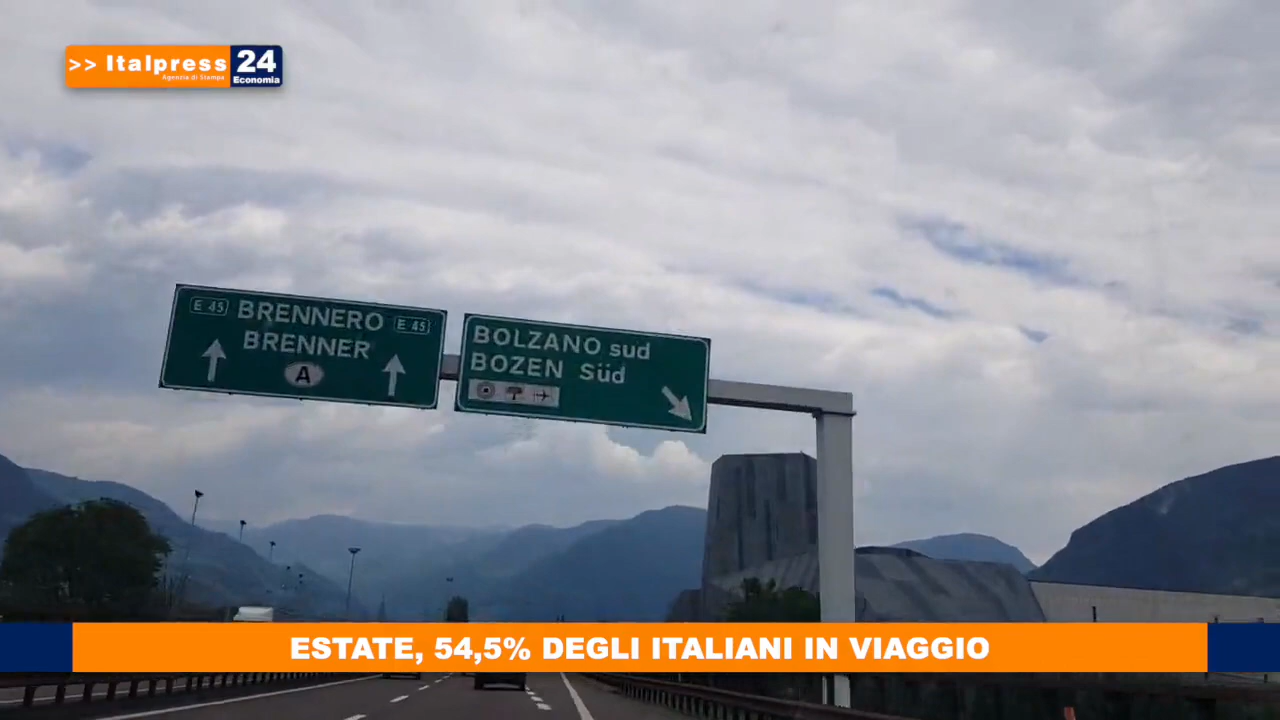 >> Italpress 24
Agenzia di Stampa Economia
E 45 BRENNERO E 45
BRENNER
A
BOLZANO sud
BOZEN Süd
ESTATE, 54,5% DEGLI ITALIANI IN VIAGGIO